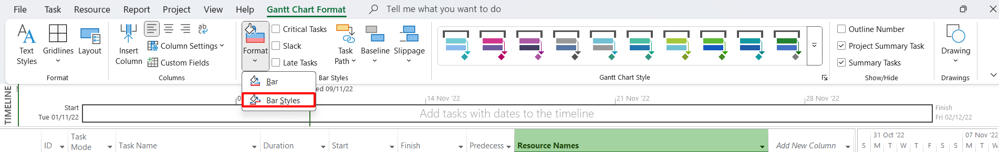 File Task Resource Report Project View Help Gantt Chart Format Tell me what you want to do
Text Styles
Gridlines
Layout
Format
Insert Column
Column Settings
Custom Fields
Columns
Format
Critical Tasks
Slack
Late Tasks
Task Path
Baseline
Slippage
Bar Styles
Bar
Bar Styles
Gantt Chart Style
Outline Number
Project Summary Task
Summary Tasks
Show/Hide
Drawing
Drawings
TIMELINE
ed 09/11/22
14 Nov '22 21 Nov '22 28 Nov '22
Start
Tue 01/11/22
Add tasks with dates to the timeline
Finish
Fri 02/12/22
ID Task Mode Task Name Duration Start Finish Predecess Resource Names Add New Column
31 Oct '22 07 Nov '22
S M T W T F S S M T W